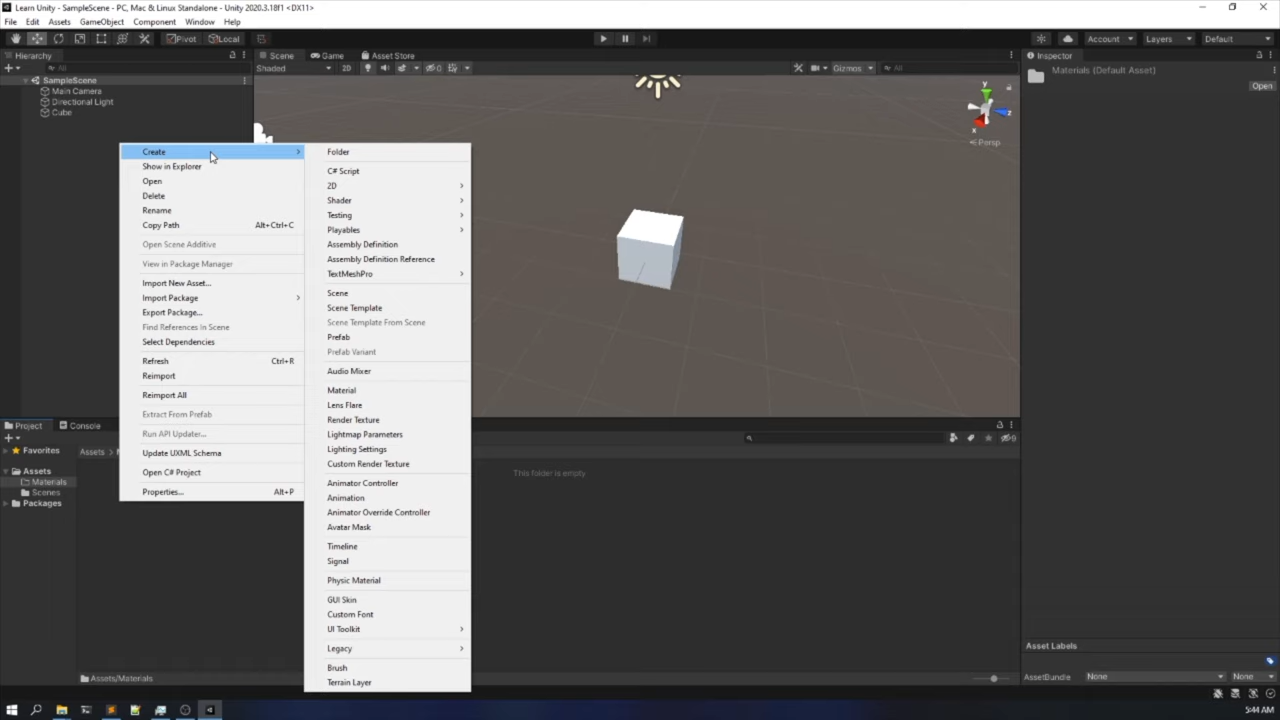 Learn Unity - SampleScene - PC, Mac & Linux Standalone - Unity 2020.3.18f1 <DX11>
File Edit Assets GameObject Component Window Help
Pivot Local Account Layers Default
Hierarchy Scene Game Asset Store Inspector
All Shaded 2D Gizmos All Materials (Default Asset)
Open
SampleScene
Main Camera
Directional Light
Cube
y
z
x
Persp
Create
Show in Explorer
Open
Delete
Rename
Copy Path Alt+Ctrl+C
Open Scene Additive
View in Package Manager
Import New Asset...
Import Package
Export Package...
Find References In Scene
Select Dependencies
Refresh Ctrl+R
Reimport
Reimport All
Extract From Prefab
Run API Updater...
Update UXML Schema
Open C# Project
Properties... Alt+P
Folder
C# Script
2D
Shader
Testing
Playables
Assembly Definition
Assembly Definition Reference
TextMeshPro
Scene
Scene Template
Scene Template From Scene
Prefab
Prefab Variant
Audio Mixer
Material
Lens Flare
Render Texture
Lightmap Parameters
Lighting Settings
Custom Render Texture
Animator Controller
Animation
Animator Override Controller
Avatar Mask
Timeline
Signal
Physic Material
GUI Skin
Custom Font
UI Toolkit
Legacy
Brush
Terrain Layer
Project Console
Favorites
Assets
Materials
Scenes
Packages
Assets > M
This folder is empty
Assets/Materials
Asset Labels
AssetBundle None None
5:44 AM